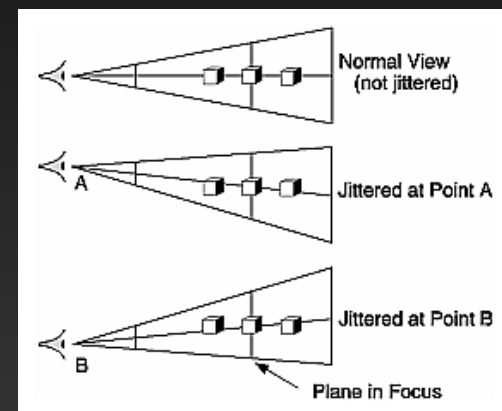 Normal View
(not jittered)
A
Jittered at Point A
Jittered at Point B
B
Plane in Focus